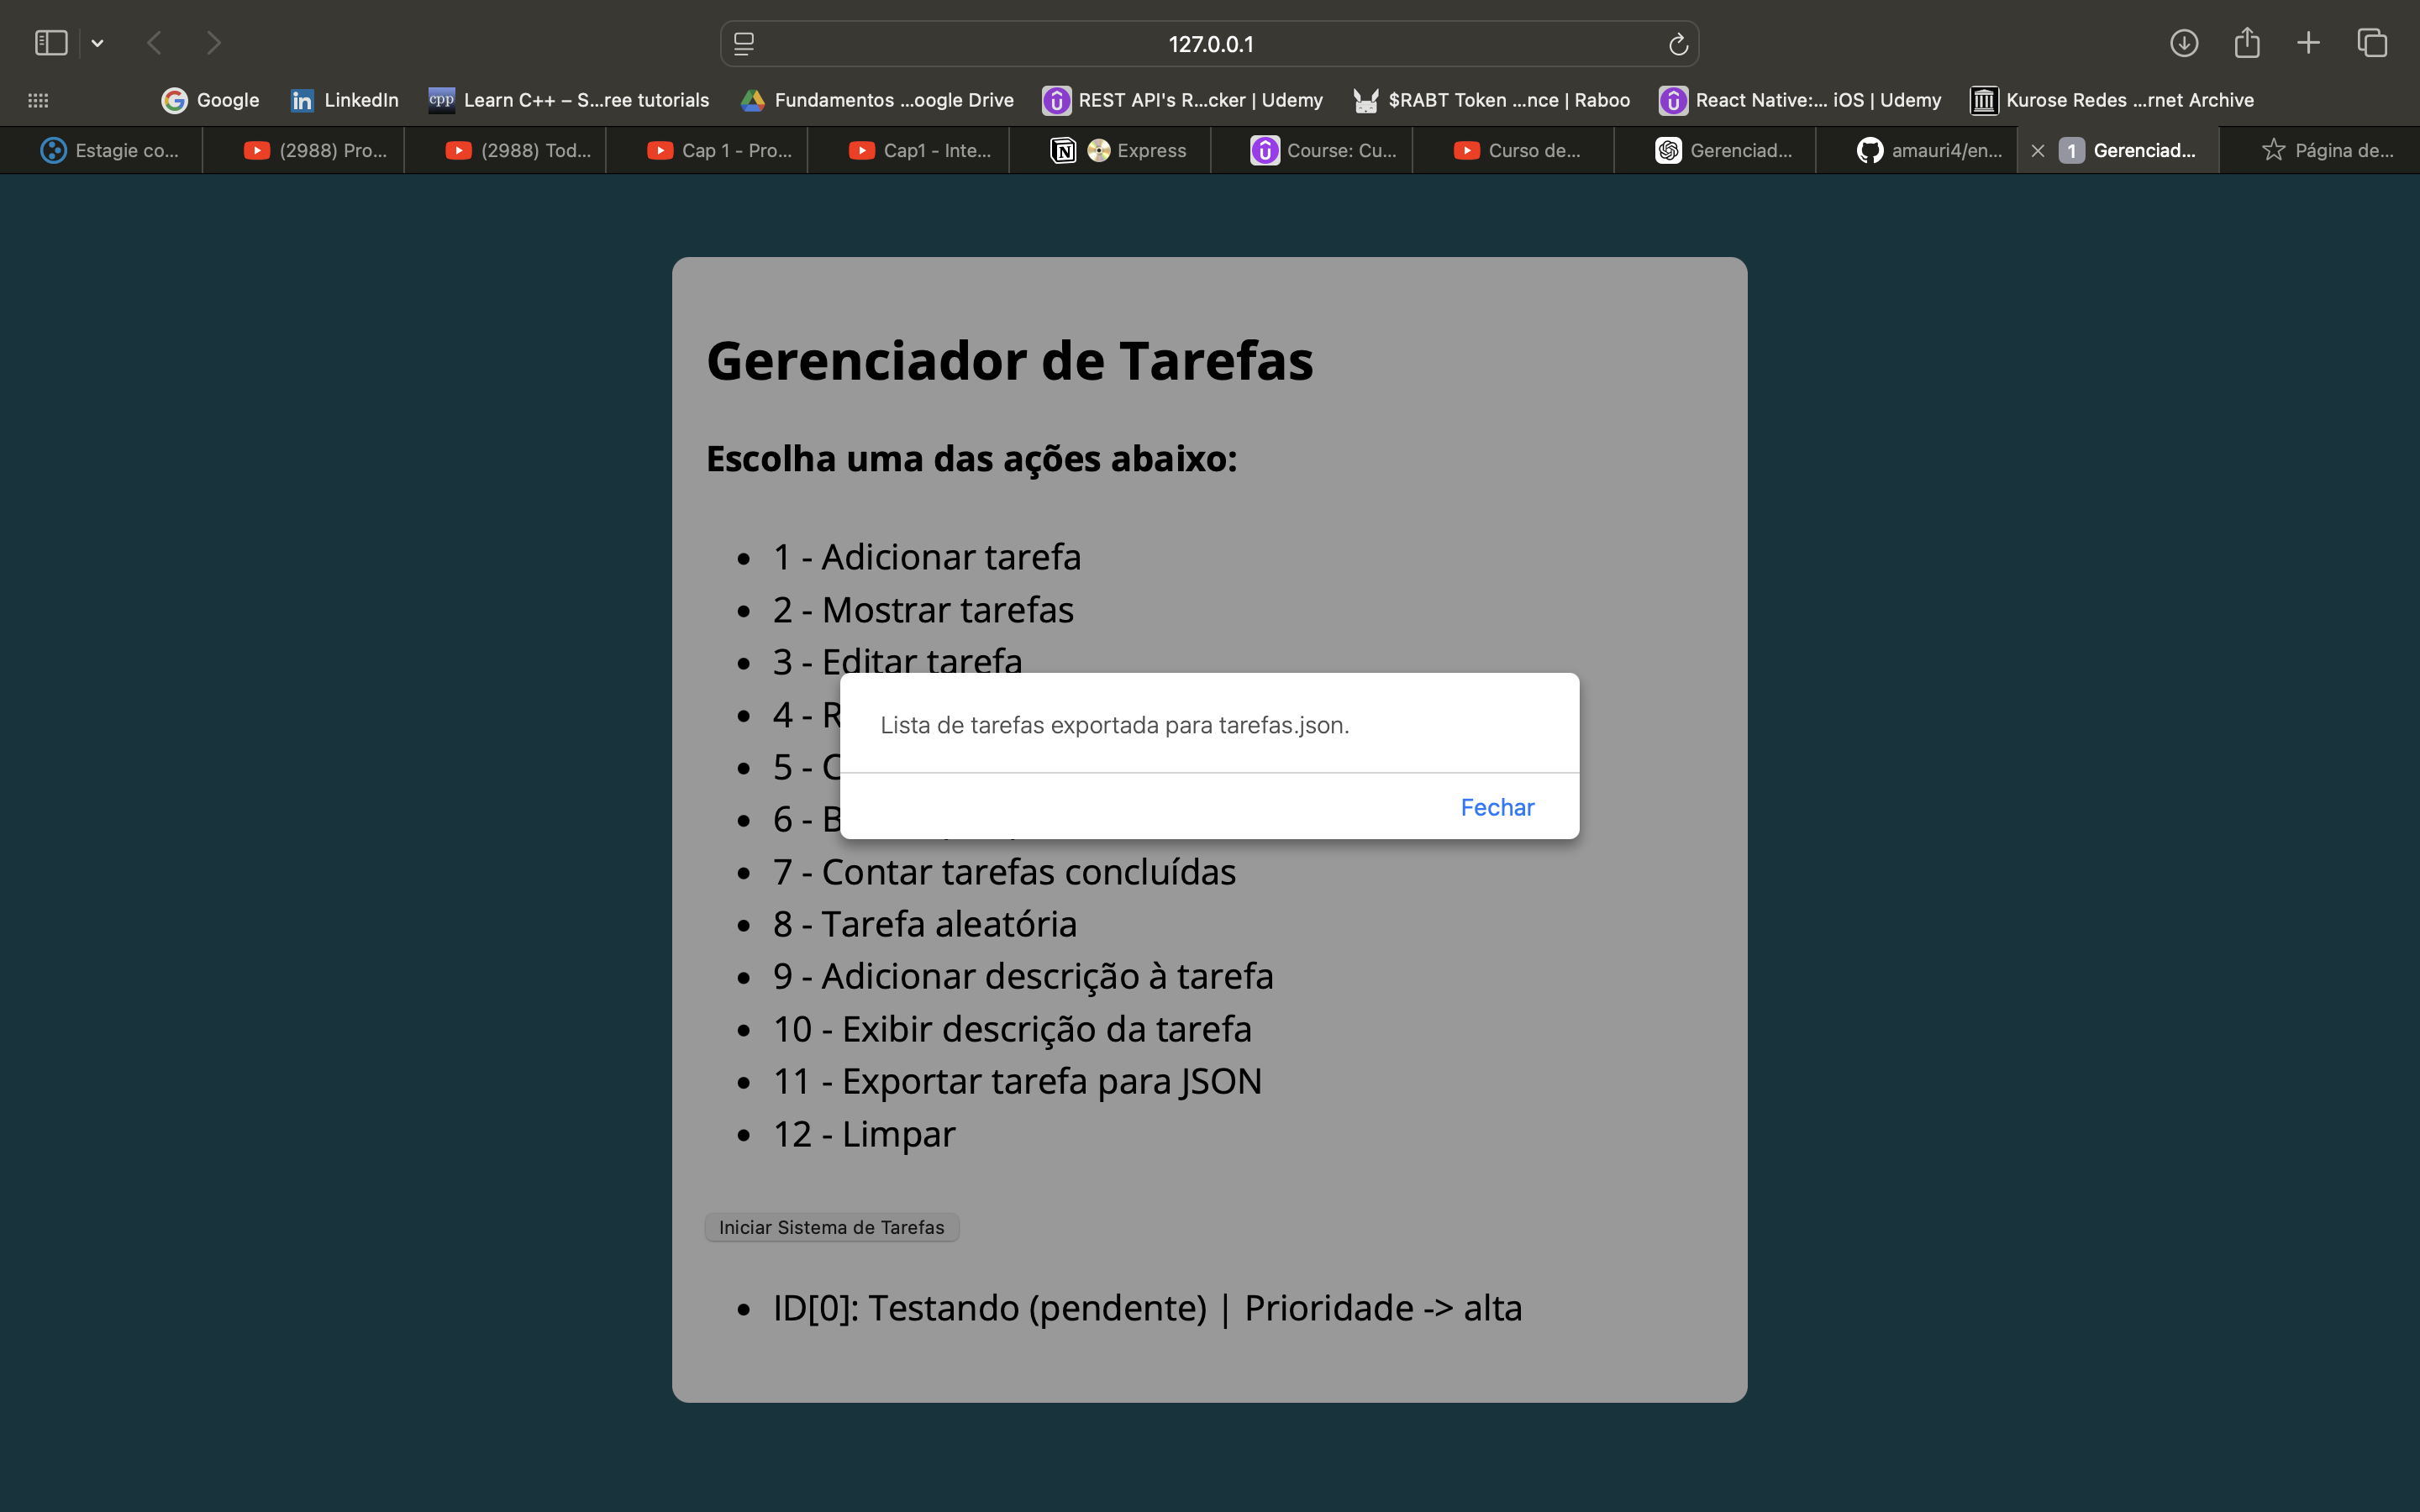 127.0.0.1
Google
LinkedIn
Learn C++ – S...ree tutorials
Fundamentos ...oogle Drive
REST API's R...cker | Udemy
$RABT Token ...nce | Raboo
React Native:... iOS | Udemy
Kurose Redes ...rnet Archive
Estagie co...
(2988) Pro...
(2988) Tod...
Cap 1 - Pro...
Cap1 - Inte...
Express
Course: Cu...
Curso de...
Gerenciad...
amauri4/en...
1 Gerenciad...
Página de...
Gerenciador de Tarefas
Escolha uma das ações abaixo:
1 - Adicionar tarefa
2 - Mostrar tarefas
3 - Editar tarefa
4 - R
5 - C
6 - B
Lista de tarefas exportada para tarefas.json.
Fechar
7 - Contar tarefas concluídas
8 - Tarefa aleatória
9 - Adicionar descrição à tarefa
10 - Exibir descrição da tarefa
11 - Exportar tarefa para JSON
12 - Limpar
Iniciar Sistema de Tarefas
ID[0]: Testando (pendente) | Prioridade -> alta